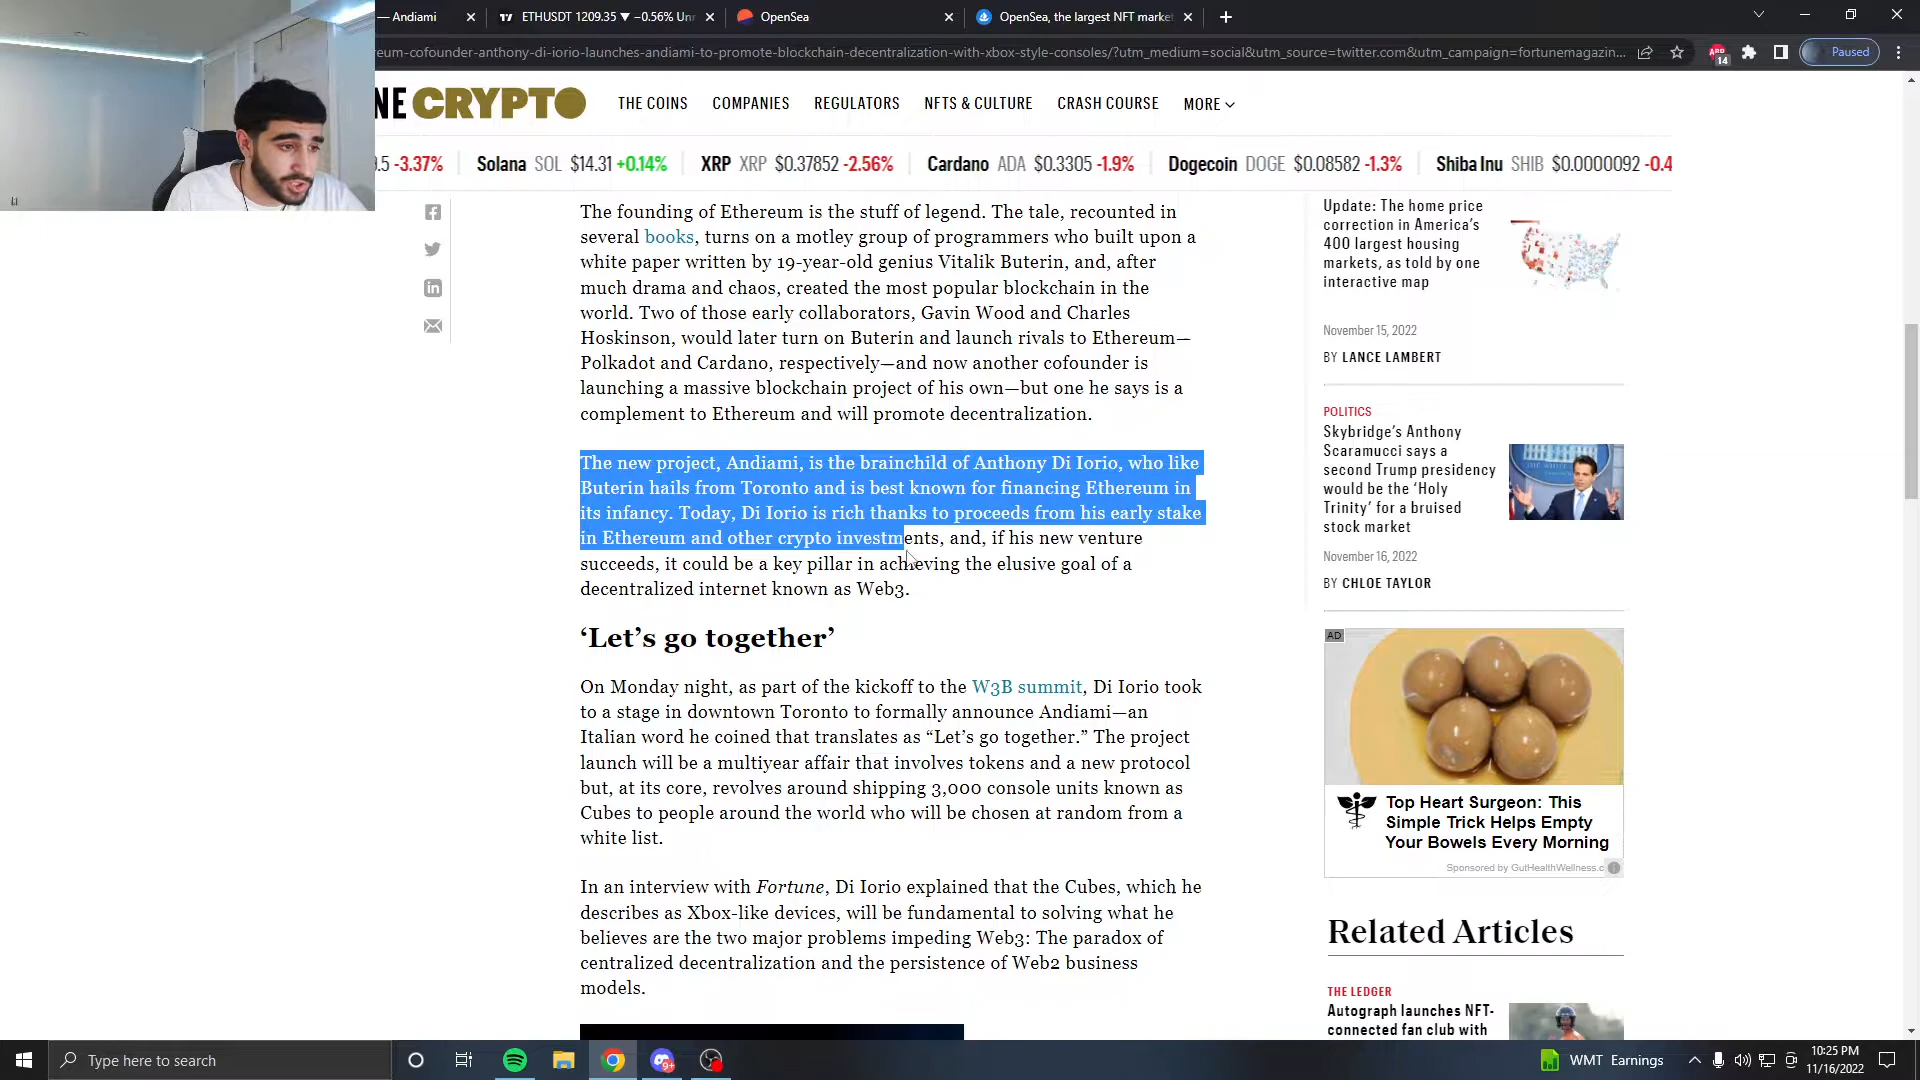 — Andiami
ETHUSDT 1209.35 ▼ −0.56% Un
OpenSea
OpenSea, the largest NFT marke
eum-cofounder-anthony-di-iorio-launches-andiami-to-promote-blockchain-decentralization-with-xbox-style-consoles/?utm_medium=social&utm_source=twitter.com&utm_campaign=fortunemagazin...
14
Paused
NE CRYPTO
THE COINS
COMPANIES
REGULATORS
NFTS & CULTURE
CRASH COURSE
MORE
.5 -3.37%
Solana SOL $14.31 +0.14%
XRP XRP $0.37852 -2.56%
Cardano ADA $0.3305 -1.9%
Dogecoin DOGE $0.08582 -1.3%
Shiba Inu SHIB $0.0000092 -0.4
The founding of Ethereum is the stuff of legend. The tale, recounted in
several books, turns on a motley group of programmers who built upon a
white paper written by 19-year-old genius Vitalik Buterin, and, after
much drama and chaos, created the most popular blockchain in the
world. Two of those early collaborators, Gavin Wood and Charles
Hoskinson, would later turn on Buterin and launch rivals to Ethereum—
Polkadot and Cardano, respectively—and now another cofounder is
launching a massive blockchain project of his own—but one he says is a
complement to Ethereum and will promote decentralization.
The new project, Andiami, is the brainchild of Anthony Di Iorio, who like
Buterin hails from Toronto and is best known for financing Ethereum in
its infancy. Today, Di Iorio is rich thanks to proceeds from his early stake
in Ethereum and other crypto investments, and, if his new venture
succeeds, it could be a key pillar in achieving the elusive goal of a
decentralized internet known as Web3.
‘Let’s go together’
On Monday night, as part of the kickoff to the W3B summit, Di Iorio took
to a stage in downtown Toronto to formally announce Andiami—an
Italian word he coined that translates as “Let’s go together.” The project
launch will be a multiyear affair that involves tokens and a new protocol
but, at its core, revolves around shipping 3,000 console units known as
Cubes to people around the world who will be chosen at random from a
white list.
In an interview with Fortune, Di Iorio explained that the Cubes, which he
describes as Xbox-like devices, will be fundamental to solving what he
believes are the two major problems impeding Web3: The paradox of
centralized decentralization and the persistence of Web2 business
models.
Update: The home price
correction in America’s
400 largest housing
markets, as told by one
interactive map
November 15, 2022
BY LANCE LAMBERT
POLITICS
Skybridge’s Anthony
Scaramucci says a
second Trump presidency
would be the ‘Holy
Trinity’ for a bruised
stock market
November 16, 2022
BY CHLOE TAYLOR
AD
Top Heart Surgeon: This
Simple Trick Helps Empty
Your Bowels Every Morning
Sponsored by GutHealthWellness.c
Related Articles
THE LEDGER
Autograph launches NFT-
connected fan club with
Type here to search
9+
WMT Earnings
10:25 PM
11/16/2022